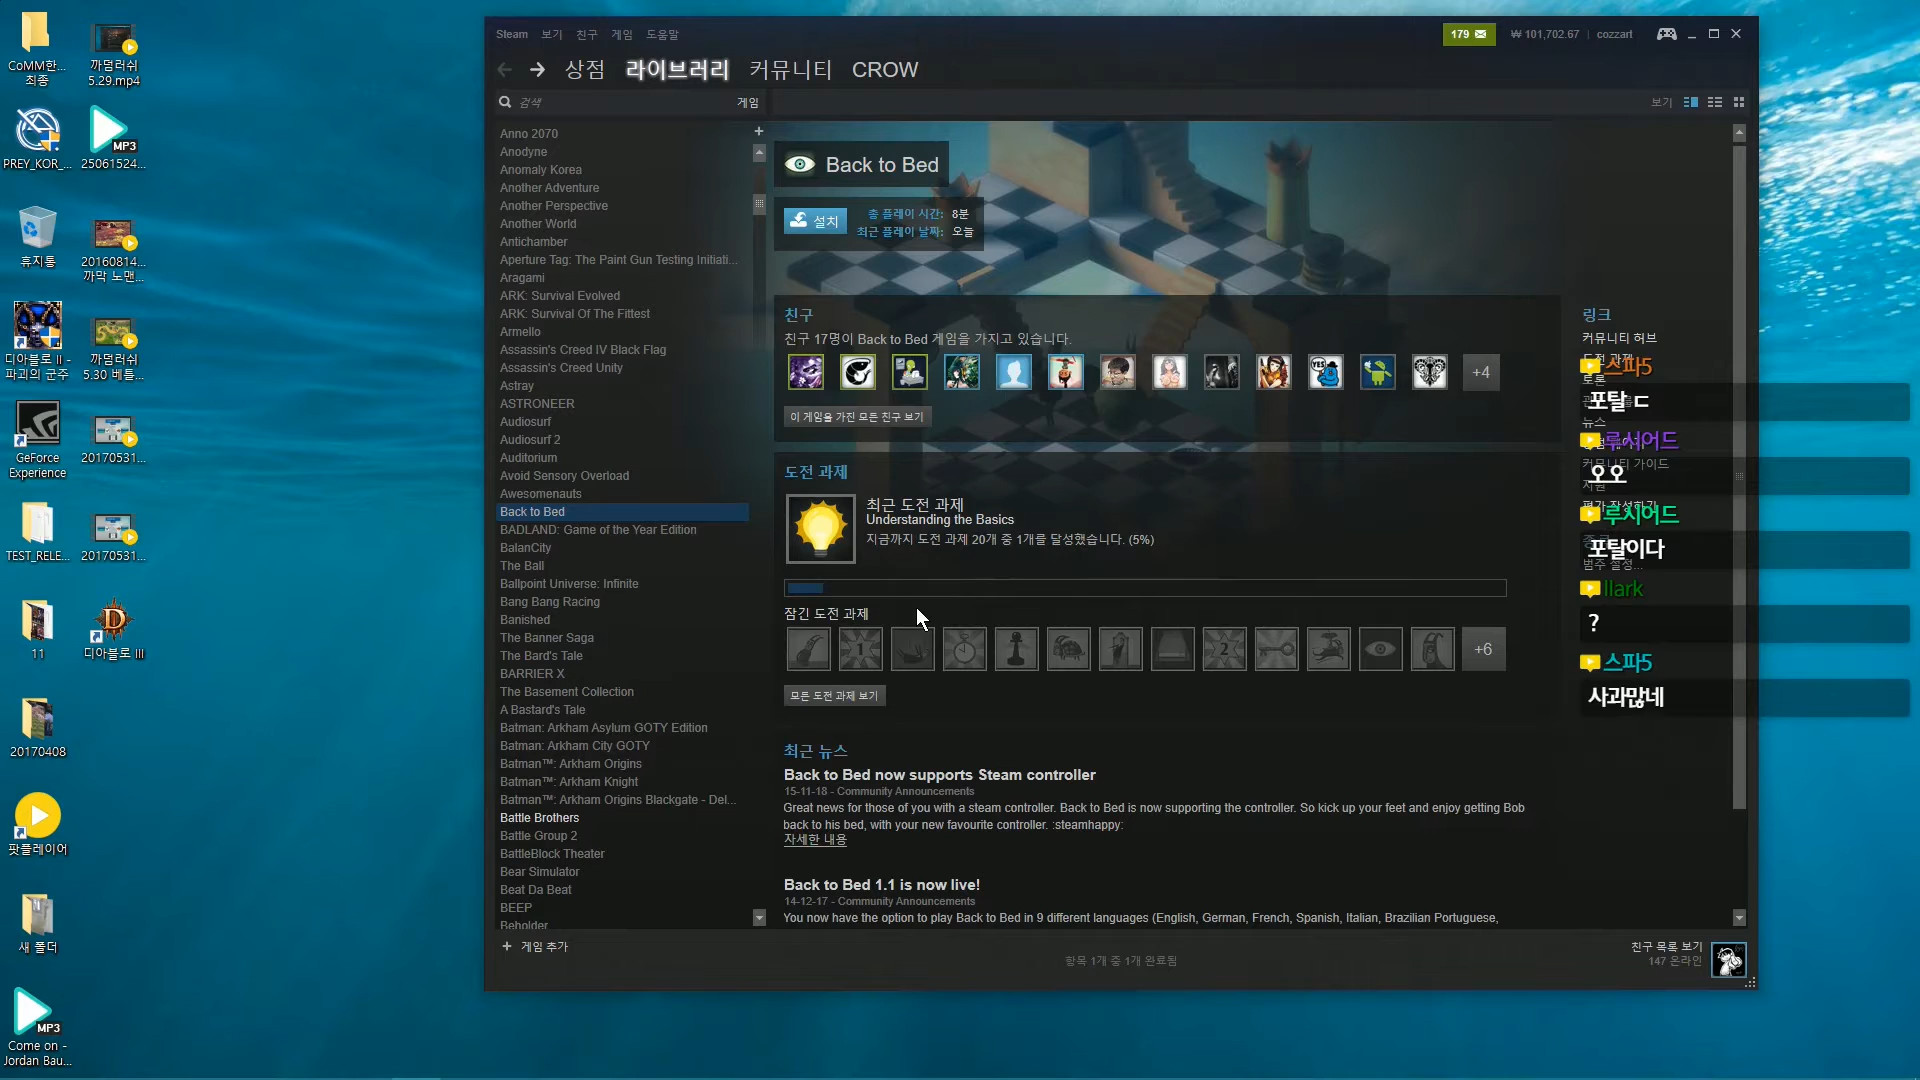 CoMM한...
최종
까덤러쉬
5.29.mp4
PREY_KOR_...
MP3
25061524...
휴지통
20160814...
까막 노맨...
디아블로 II -
파괴의 군주
까덤러쉬
5.30 베틀...
GeForce
Experience
20170531...
TEST_RELE...
20170531...
11
디아블로 III
20170408
팟플레이어
새 폴더
MP3
Come on -
Jordan Bau...
Steam 보기 친구 게임 도움말
179
₩ 101,702.67 | cozzart
상점 라이브러리 커뮤니티 CROW
검색
게임
보기
Anno 2070
Anodyne
Anomaly Korea
Another Adventure
Another Perspective
Another World
Antichamber
Aperture Tag: The Paint Gun Testing Initiati...
Aragami
ARK: Survival Evolved
ARK: Survival Of The Fittest
Armello
Assassin's Creed IV Black Flag
Assassin's Creed Unity
Astray
ASTRONEER
Audiosurf
Audiosurf 2
Auditorium
Avoid Sensory Overload
Awesomenauts
Back to Bed
BADLAND: Game of the Year Edition
BalanCity
The Ball
Ballpoint Universe: Infinite
Bang Bang Racing
Banished
The Banner Saga
The Bard's Tale
BARRIER X
The Basement Collection
A Bastard's Tale
Batman: Arkham Asylum GOTY Edition
Batman: Arkham City GOTY
Batman™: Arkham Origins
Batman™: Arkham Knight
Batman™: Arkham Origins Blackgate - Del...
Battle Brothers
Battle Group 2
BattleBlock Theater
Bear Simulator
Beat Da Beat
BEEP
Beholder
+ 게임 추가
Back to Bed
설치
총 플레이 시간: 8분
최근 플레이 날짜: 오늘
친구
친구 17명이 Back to Bed 게임을 가지고 있습니다.
YES
+4
이 게임을 가진 모든 친구 보기
도전 과제
최근 도전 과제
Understanding the Basics
지금까지 도전 과제 20개 중 1개를 달성했습니다. (5%)
잠긴 도전 과제
1
2
+6
모든 도전 과제 보기
최근 뉴스
Back to Bed now supports Steam controller
15-11-18 - Community Announcements
Great news for those of you with a steam controller. Back to Bed is now supporting the controller. So kick up your feet and enjoy getting Bob
back to his bed, with your new favourite controller. :steamhappy:
자세한 내용
Back to Bed 1.1 is now live!
14-12-17 - Community Announcements
You now have the option to play Back to Bed in 9 different languages (English, German, French, Spanish, Italian, Brazilian Portuguese,
항목 1개 중 1개 완료됨
링크
커뮤니티 허브
스파5
토론
포탈 ㄷ
뉴스
루시어드
커뮤니티 가이드
오오
지원
루시어드
포탈이다
범주 설정...
llark
?
스파5
사과많네
친구 목록 보기
147 온라인